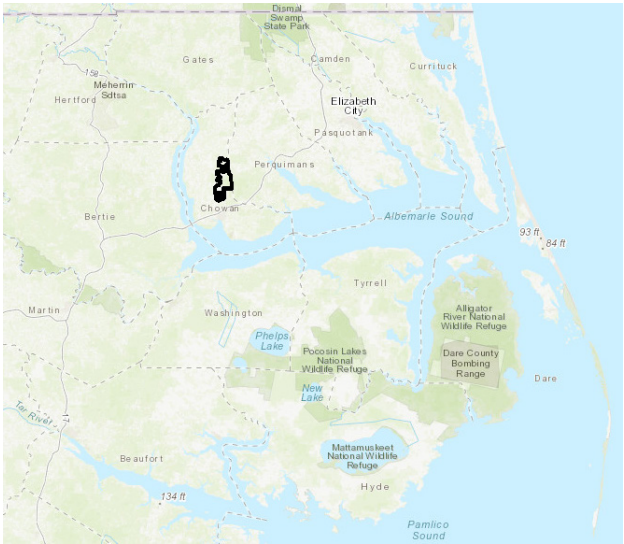 Dismal
Swamp
State Park
Gates
Camden
Currituck
158
Meherrin
Sdtsa
Hertford
Elizabeth
City
Pasquotank
Perquimans
Chowan
Bertie
Albemarle Sound
93 ft
84 ft
Tyrrell
Martin
Washington
Alligator
River National
Wildlife Refuge
Phelps
Lake
Pocosin Lakes
National
Wildlife Refuge
Dare County
Bombing
Range
Dare
New
Lake
Tar River
17
Mattamuskeet
National Wildlife
Refuge
Beaufort
Hyde
134 ft
Pamlico
Sound